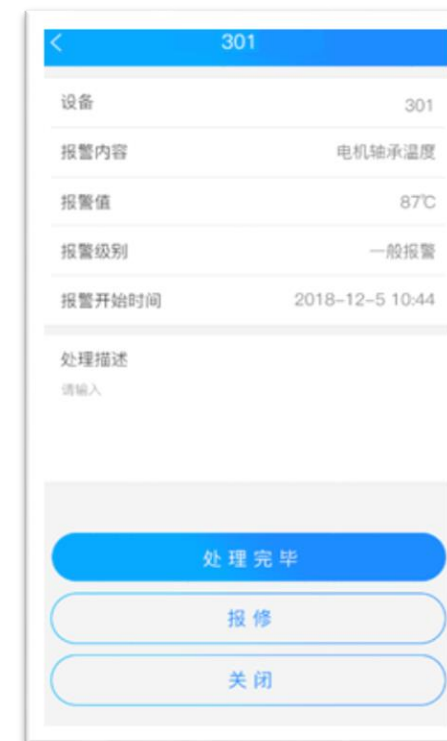 301
设备 301
报警内容 电机轴承温度
报警值 87℃
报警级别 一般报警
报警开始时间 2018-12-5 10:44
处理描述
请输入
处理完毕
报修
关闭